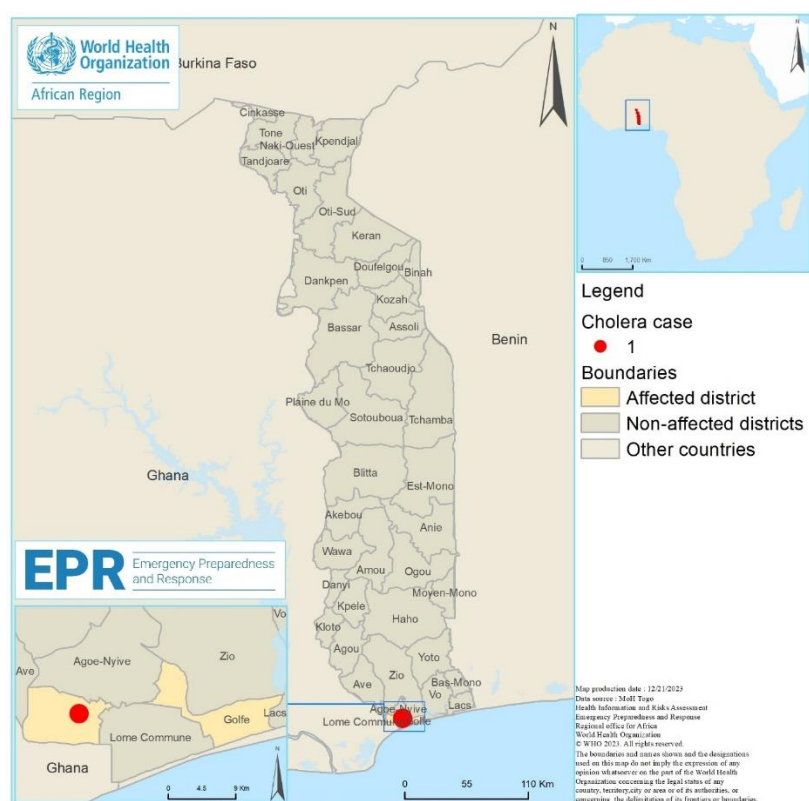 World Health
Organization
African Region
Burkina Faso
N
Cinkasse
Tone
Naki-Ouest
Kpendjal
Tandjoare
Oti
Oti-Sud
Keran
Doufelgou
Binah
Dankpen
Kozah
Bassar
Assoli
Benin
Tchaoudjo
Plaine du Mo
Sotouboua
Tchamba
Ghana
Blitta
Est-Mono
Akebou
Anie
Wawa
Amou
Ogou
Danyi
Moyen-Mono
Kpele
Haho
Kloto
Agou
Yoto
Zio
Ave
Bas-Mono
Vo
Lacs
Agoe-Nyive
Lome Commune
0 55 110 Km
EPR Emergency Preparedness
and Response
Vo
Zio
Agoe-Nyive
Ave
Golfe
Lacs
Lome Commune
Ghana
N
0 4.5 9 Km
N
0 850 1,700 Km
Legend
Cholera case
1
Boundaries
Affected district
Non-affected districts
Other countries
Map production date : 12/21/2023
Data source : MoH Togo
Health Information and Risks Assessment
Emergency Preparedness and Response
Regional office for Africa
World Health Organization
© WHO 2023. All rights reserved.
The boundaries and names shown and the designations
used on this map do not imply the expression of any
opinion whatsoever on the part of the World Health
Organization concerning the legal status of any
country, territory,city or area or of its authorities, or
concerning the delimitation of its frontiers or boundaries.